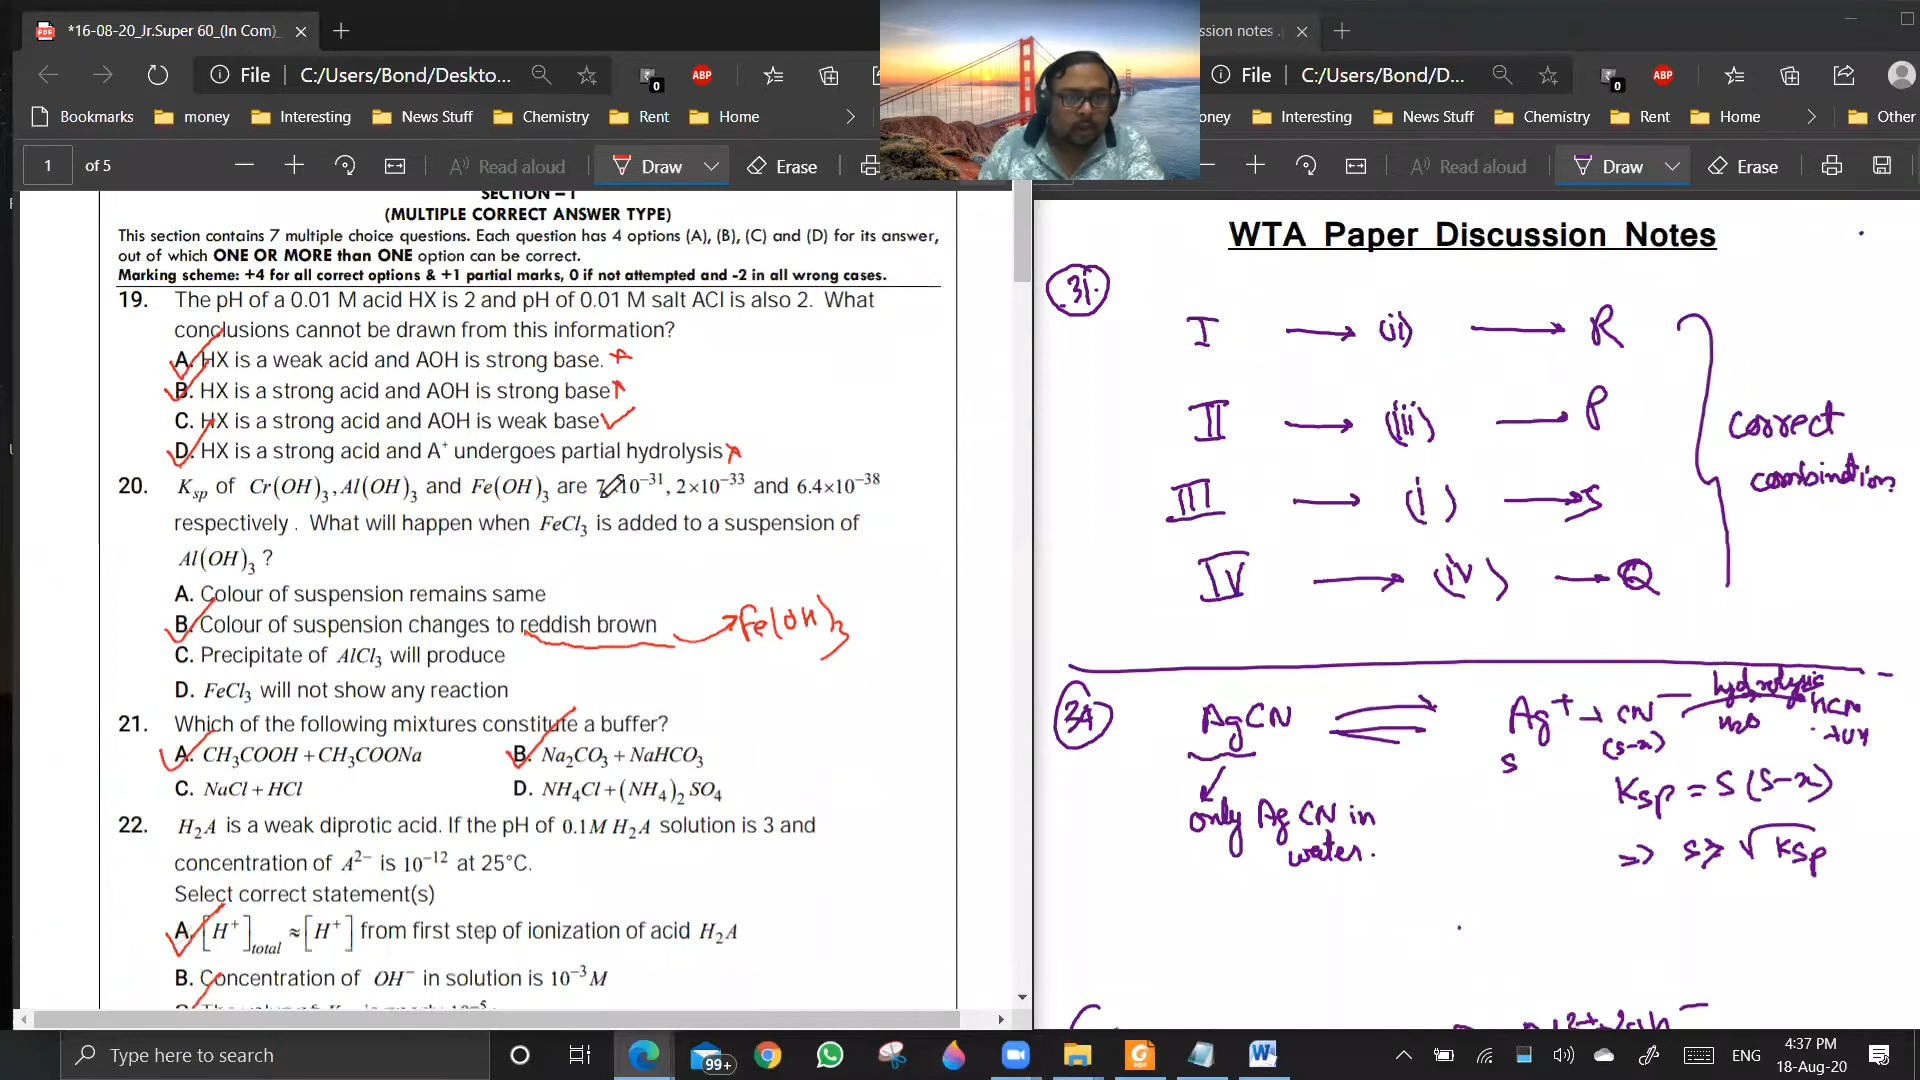 *16-08-20_Jr.Super 60_(In Com)
ssion notes .
File C:/Users/Bond/Deskto...
0 ABP
File C:/Users/Bond/D...
0 ABP
Bookmarks money Interesting News Stuff Chemistry Rent Home
oney Interesting News Stuff Chemistry Rent Home Other
1 of 5 Read aloud Draw Erase
Read aloud Draw Erase
SECTION – I
(MULTIPLE CORRECT ANSWER TYPE)
This section contains 7 multiple choice questions. Each question has 4 options (A), (B), (C) and (D) for its answer,
out of which ONE OR MORE than ONE option can be correct.
Marking scheme: +4 for all correct options & +1 partial marks, 0 if not attempted and -2 in all wrong cases.
19. The pH of a 0.01 M acid HX is 2 and pH of 0.01 M salt ACl is also 2. What
conclusions cannot be drawn from this information?
A. HX is a weak acid and AOH is strong base.
B. HX is a strong acid and AOH is strong base
C. HX is a strong acid and AOH is weak base
D. HX is a strong acid and A⁺ undergoes partial hydrolysis
20. Ksp of Cr(OH)₃, Al(OH)₃ and Fe(OH)₃ are 10⁻³¹, 2×10⁻³³ and 6.4×10⁻³⁸
respectively . What will happen when FeCl₃ is added to a suspension of
Al(OH)₃ ?
A. Colour of suspension remains same
B. Colour of suspension changes to reddish brown → Fe(OH)₃
C. Precipitate of AlCl₃ will produce
D. FeCl₃ will not show any reaction
21. Which of the following mixtures constitute a buffer?
A. CH₃COOH + CH₃COONa B. Na₂CO₃ + NaHCO₃
C. NaCl + HCl D. NH₄Cl + (NH₄)₂ SO₄
22. H₂A is a weak diprotic acid. If the pH of 0.1M H₂A solution is 3 and
concentration of A²⁻ is 10⁻¹² at 25°C.
Select correct statement(s)
A. [H⁺]total ≈ [H⁺] from first step of ionization of acid H₂A
B. Concentration of OH⁻ in solution is 10⁻³ M
WTA Paper Discussion Notes
31.
I → (ii) → R
II → (iii) → P
III → (i) → S
IV → (iv) → Q
correct
combination
34
AgCN ⇌ Ag⁺ + CN⁻ hydrolysis H₂O HCN
S (S-x)
Ksp = S (S-x)
only AgCN in
water.
⇒ S > √Ksp
Type here to search
99+
ENG
4:37 PM
18-Aug-20